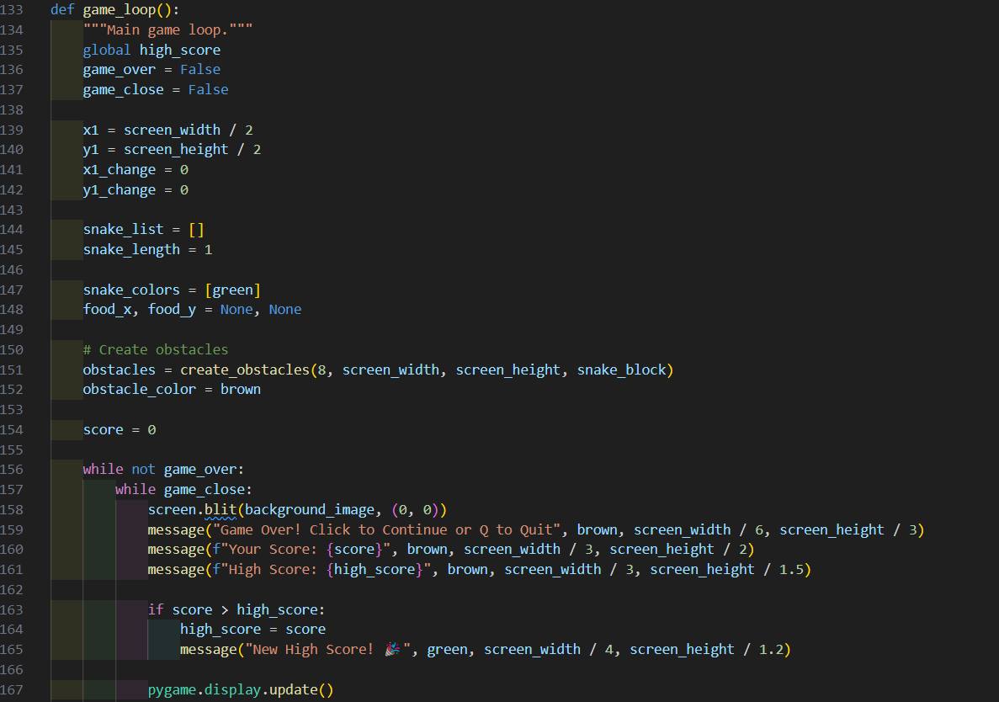 133 def game_loop():
134     """Main game loop."""
135     global high_score
136     game_over = False
137     game_close = False
138
139     x1 = screen_width / 2
140     y1 = screen_height / 2
141     x1_change = 0
142     y1_change = 0
143
144     snake_list = []
145     snake_length = 1
146
147     snake_colors = [green]
148     food_x, food_y = None, None
149
150     # Create obstacles
151     obstacles = create_obstacles(8, screen_width, screen_height, snake_block)
152     obstacle_color = brown
153
154     score = 0
155
156     while not game_over:
157         while game_close:
158             screen.blit(background_image, (0, 0))
159             message("Game Over! Click to Continue or Q to Quit", brown, screen_width / 6, screen_height / 3)
160             message(f"Your Score: {score}", brown, screen_width / 3, screen_height / 2)
161             message(f"High Score: {high_score}", brown, screen_width / 3, screen_height / 1.5)
162
163             if score > high_score:
164                 high_score = score
165                 message("New High Score! 🎉", green, screen_width / 4, screen_height / 1.2)
166
167             pygame.display.update()